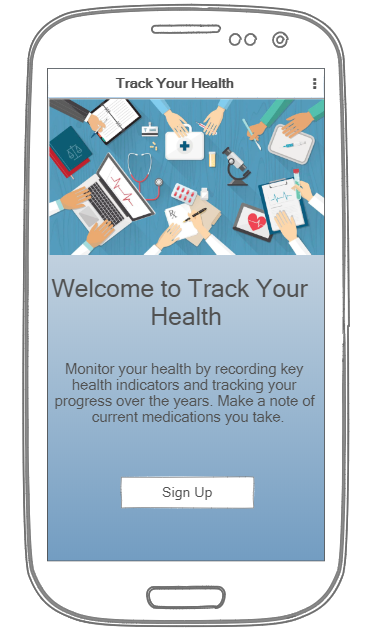 Track Your Health
Rx
Welcome to Track Your
Health
Monitor your health by recording key
health indicators and tracking your
progress over the years. Make a note of
current medications you take.
Sign Up